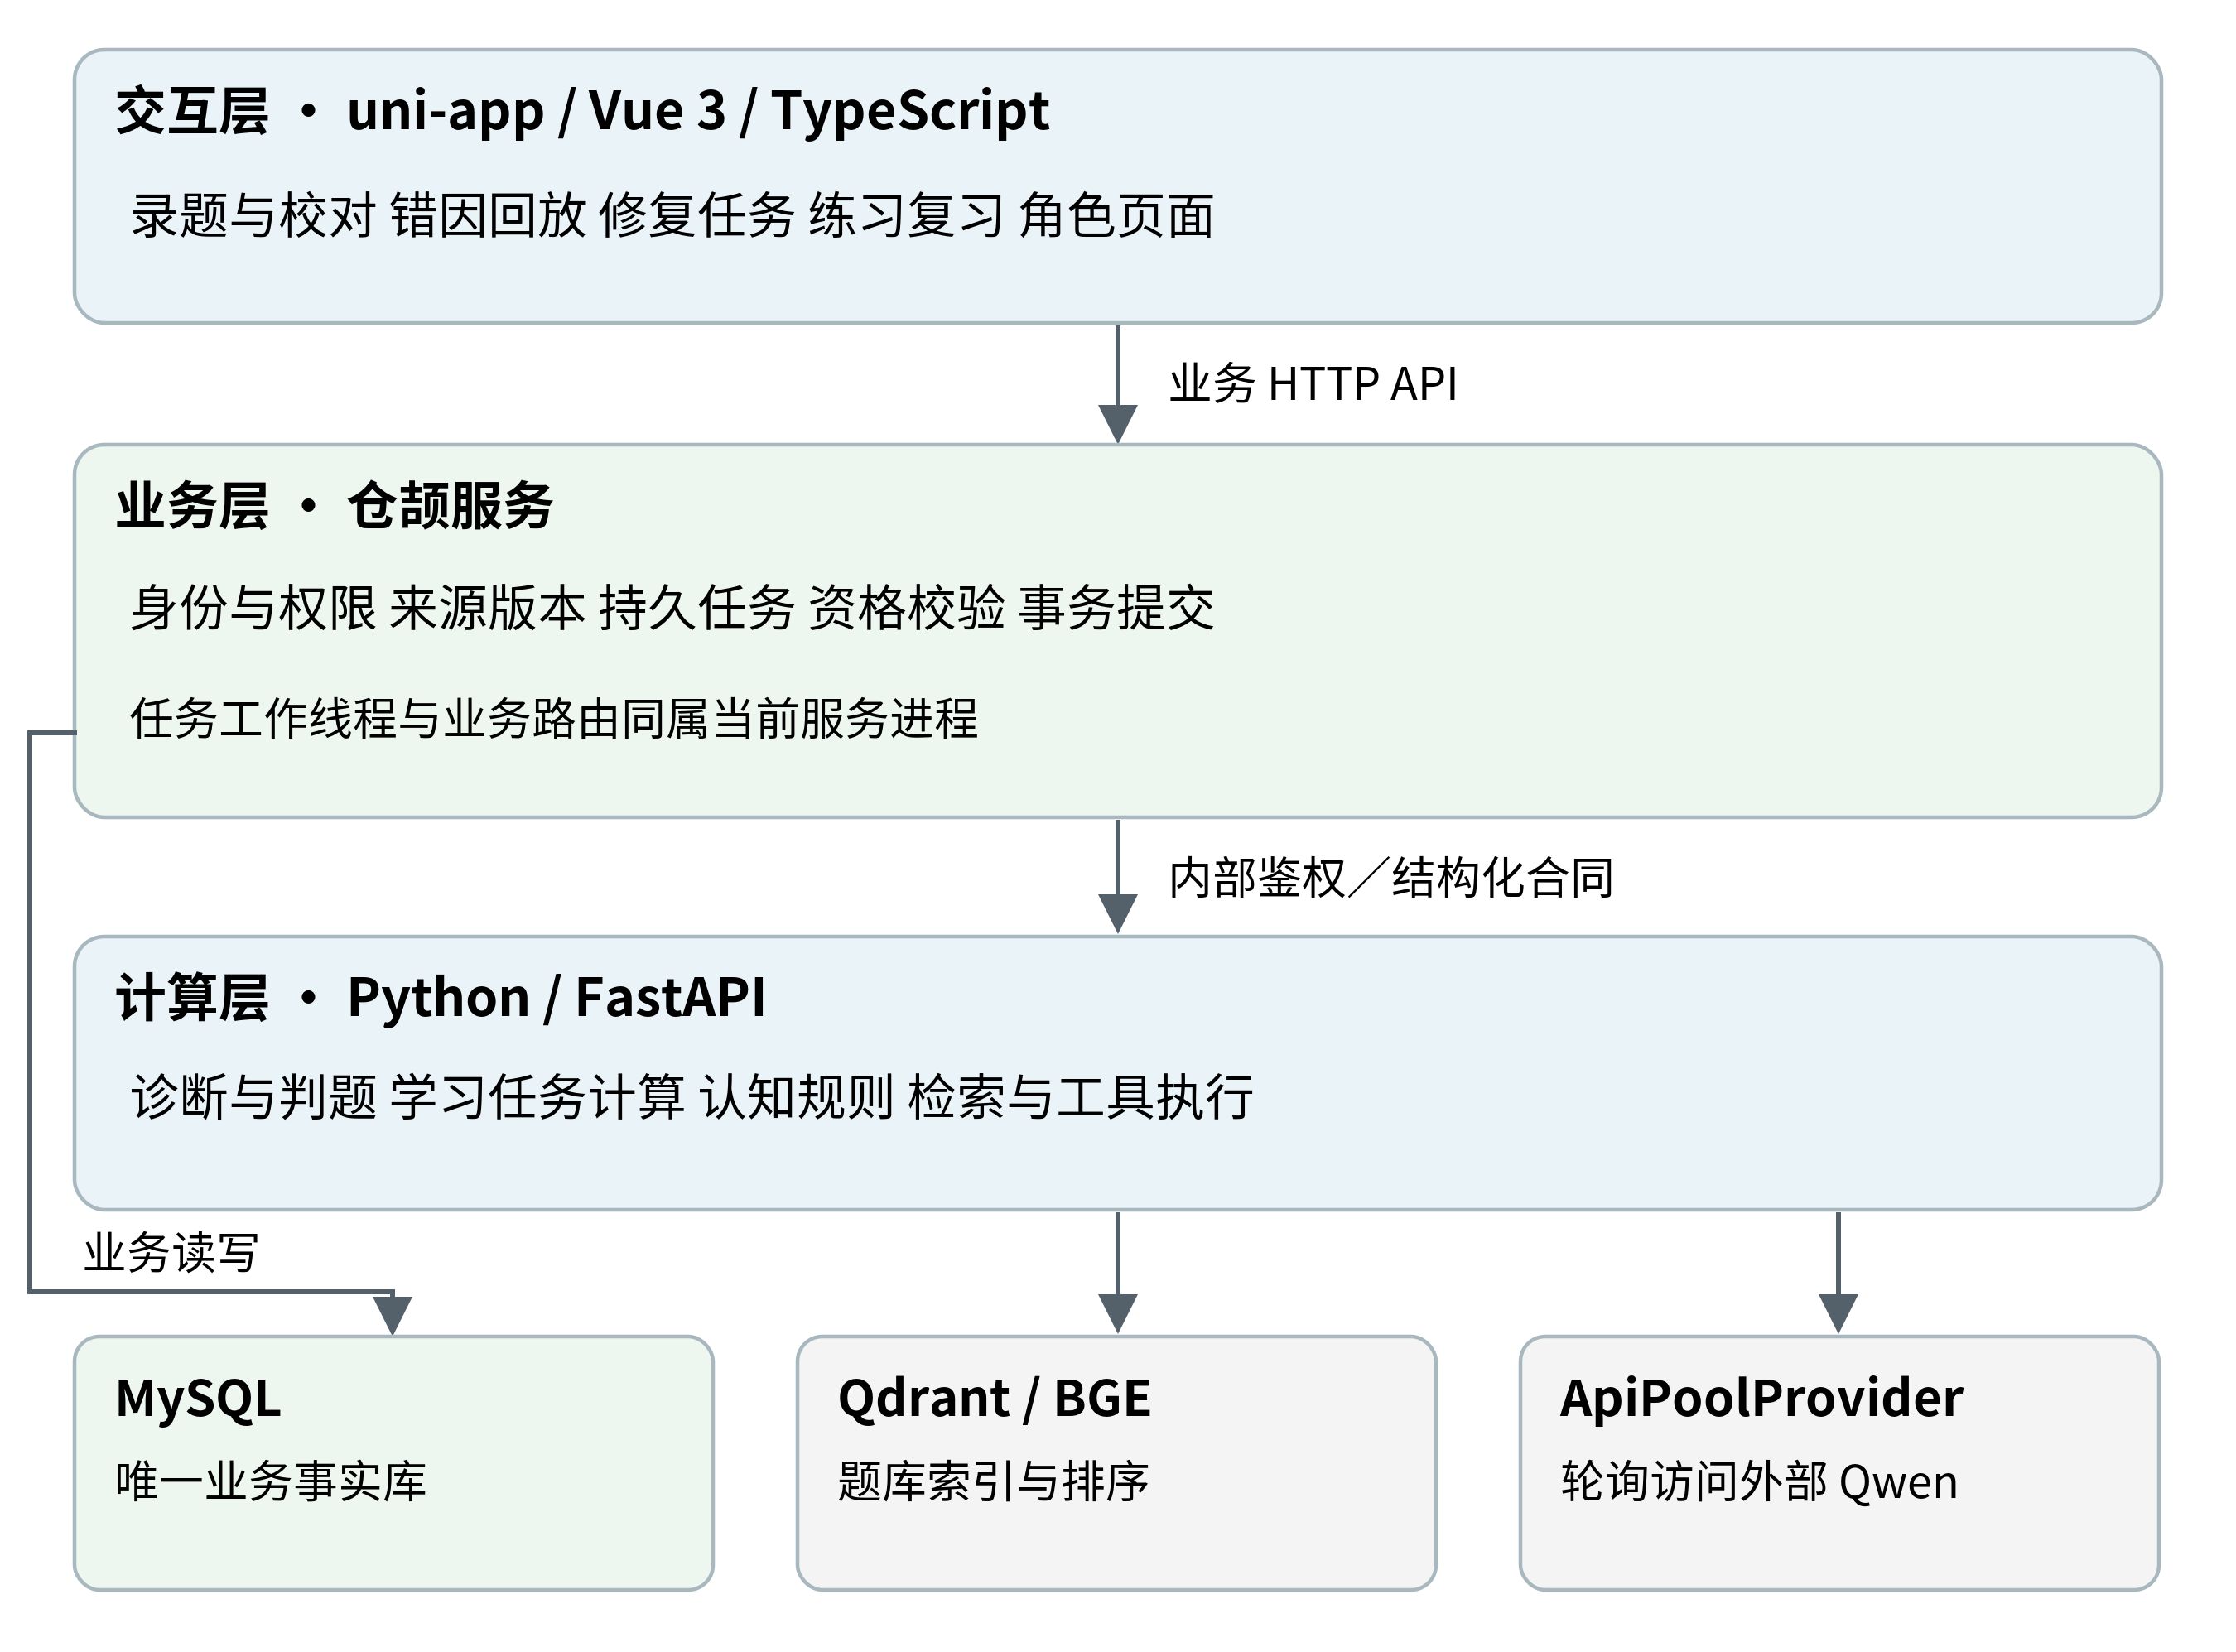 交互层 • uni-app / Vue 3 / TypeScript
录题与校对 错因回放 修复任务 练习复习 角色页面
业务 HTTP API
业务层 • 仓颉服务
身份与权限 来源版本 持久任务 资格校验 事务提交
任务工作线程与业务路由同属当前服务进程
内部鉴权／结构化合同
计算层 • Python / FastAPI
诊断与判题 学习任务计算 认知规则 检索与工具执行
业务读写
MySQL
唯一业务事实库
Qdrant / BGE
题库索引与排序
ApiPoolProvider
轮询访问外部 Qwen